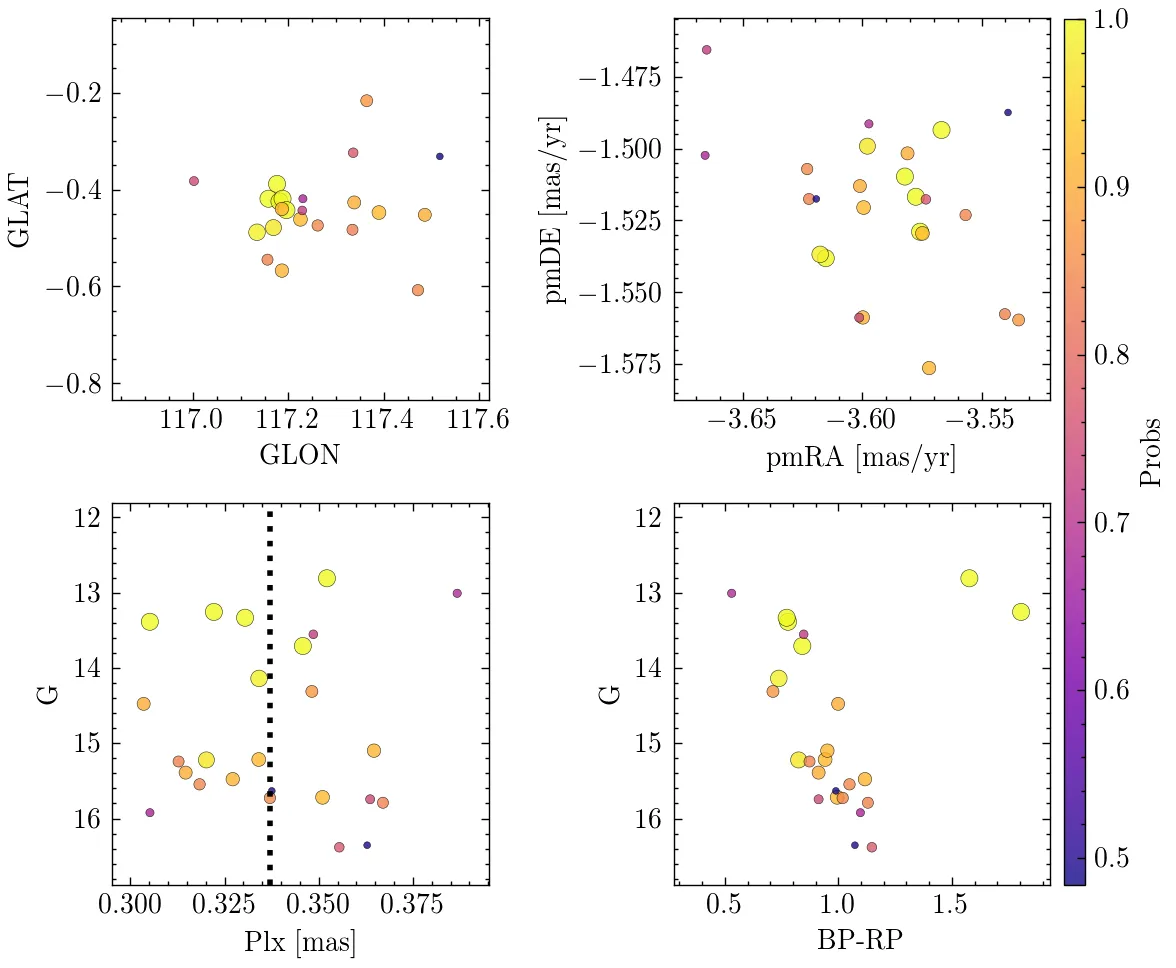 −0.2
−0.4
−0.6
−0.8
GLAT
117.0 117.2 117.4 117.6
GLON
−1.475
−1.500
−1.525
−1.550
−1.575
pmDE [mas/yr]
−3.65 −3.60 −3.55
pmRA [mas/yr]
12
13
14
15
16
G
0.300 0.325 0.350 0.375
Plx [mas]
12
13
14
15
16
G
0.5 1.0 1.5
BP-RP
1.0
0.9
0.8
0.7
0.6
0.5
Probs